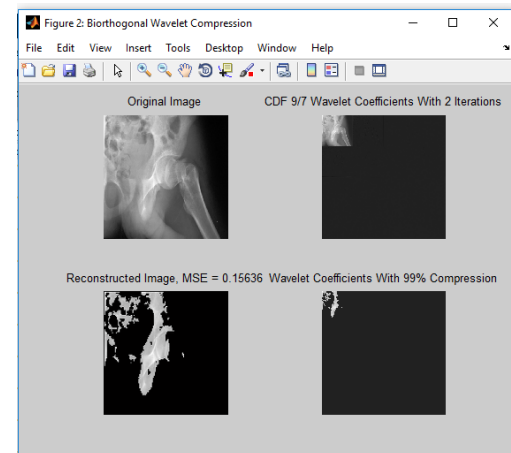 Figure 2: Biorthogonal Wavelet Compression
File Edit View Insert Tools Desktop Window Help
Original Image
CDF 9/7 Wavelet Coefficients With 2 Iterations
Reconstructed Image, MSE = 0.15636
Wavelet Coefficients With 99% Compression